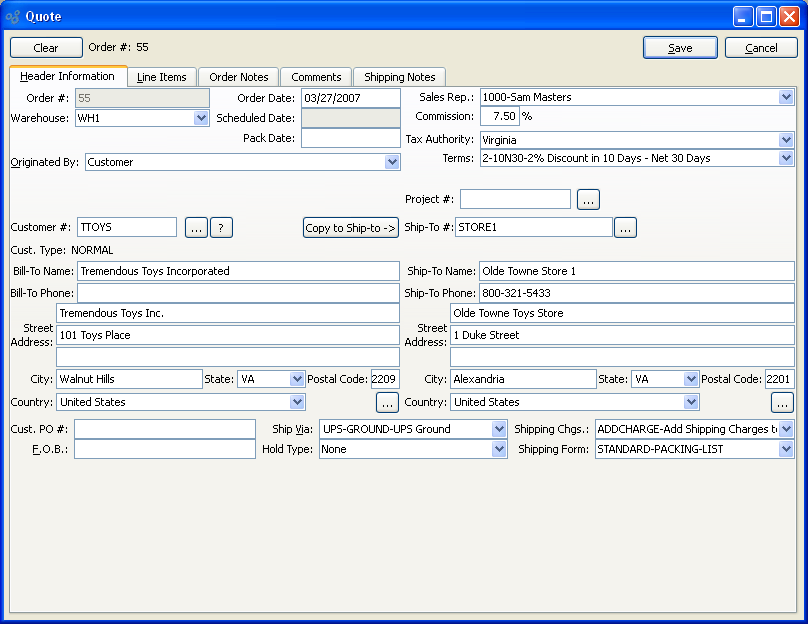 Quote
Clear Order #: 55 Save Cancel
Header Information Line Items Order Notes Comments Shipping Notes
Order #: 55 Order Date: 03/27/2007 Sales Rep.: 1000-Sam Masters
Warehouse: WH1 Scheduled Date: Commission: 7.50 %
Pack Date: Tax Authority: Virginia
Originated By: Customer Terms: 2-10N30-2% Discount in 10 Days - Net 30 Days
Project #: ...
Customer #: TTOYS ... ? Copy to Ship-to -> Ship-To #: STORE1 ...
Cust. Type: NORMAL
Bill-To Name: Tremendous Toys Incorporated Ship-To Name: Olde Towne Store 1
Bill-To Phone: Ship-To Phone: 800-321-5433
Tremendous Toys Inc. Olde Towne Toys Store
Street Address: 101 Toys Place Street Address: 1 Duke Street
City: Walnut Hills State: VA Postal Code: 2209 City: Alexandria State: VA Postal Code: 2201
Country: United States ... Country: United States ...
Cust. PO #: Ship Via: UPS-GROUND-UPS Ground Shipping Chgs.: ADDCHARGE-Add Shipping Charges to
F.O.B.: Hold Type: None Shipping Form: STANDARD-PACKING-LIST